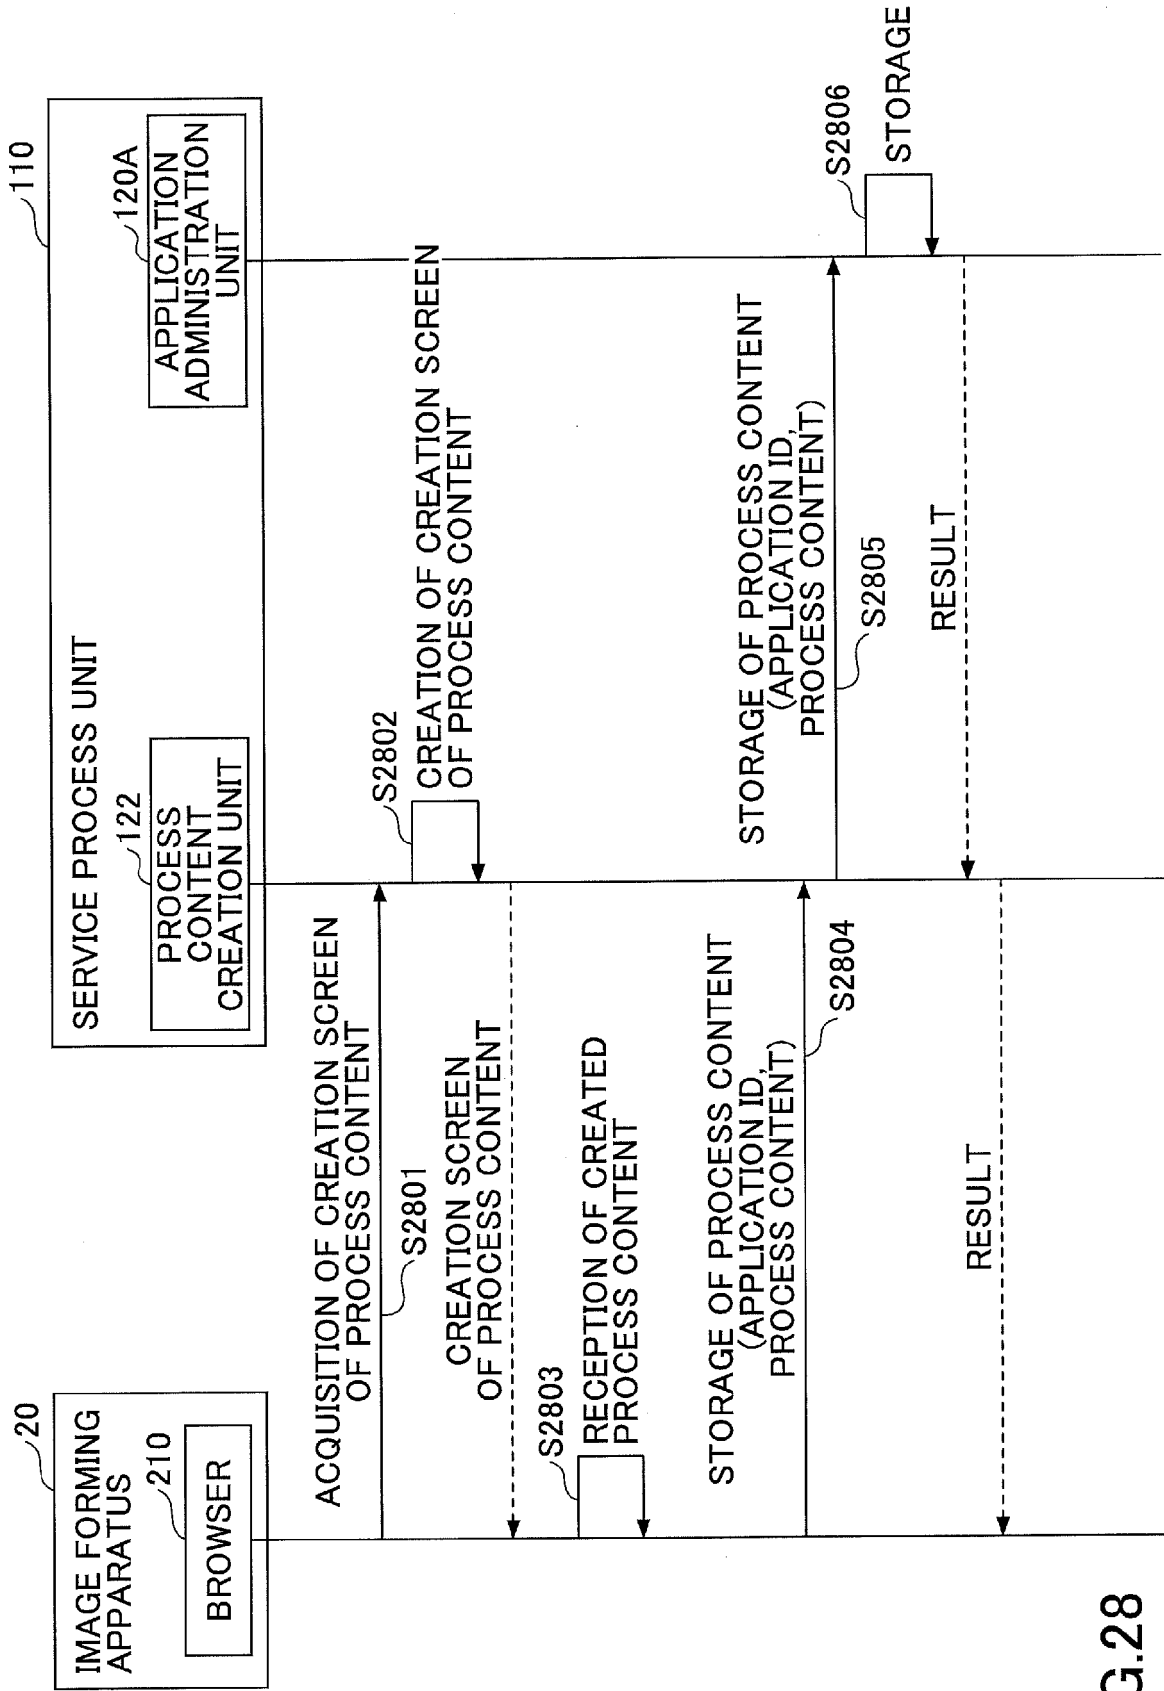 20
IMAGE FORMING
APPARATUS
210
BROWSER
110
SERVICE PROCESS UNIT
122
PROCESS
CONTENT
CREATION UNIT
120A
APPLICATION
ADMINISTRATION
UNIT
ACQUISITION OF CREATION SCREEN
OF PROCESS CONTENT
S2801
S2802
CREATION OF CREATION SCREEN
OF PROCESS CONTENT
CREATION SCREEN
OF PROCESS CONTENT
S2803
RECEPTION OF CREATED
PROCESS CONTENT
STORAGE OF PROCESS CONTENT
(APPLICATION ID,
PROCESS CONTENT)
S2804
STORAGE OF PROCESS CONTENT
(APPLICATION ID,
PROCESS CONTENT)
S2805
S2806
STORAGE
RESULT
RESULT
G.28